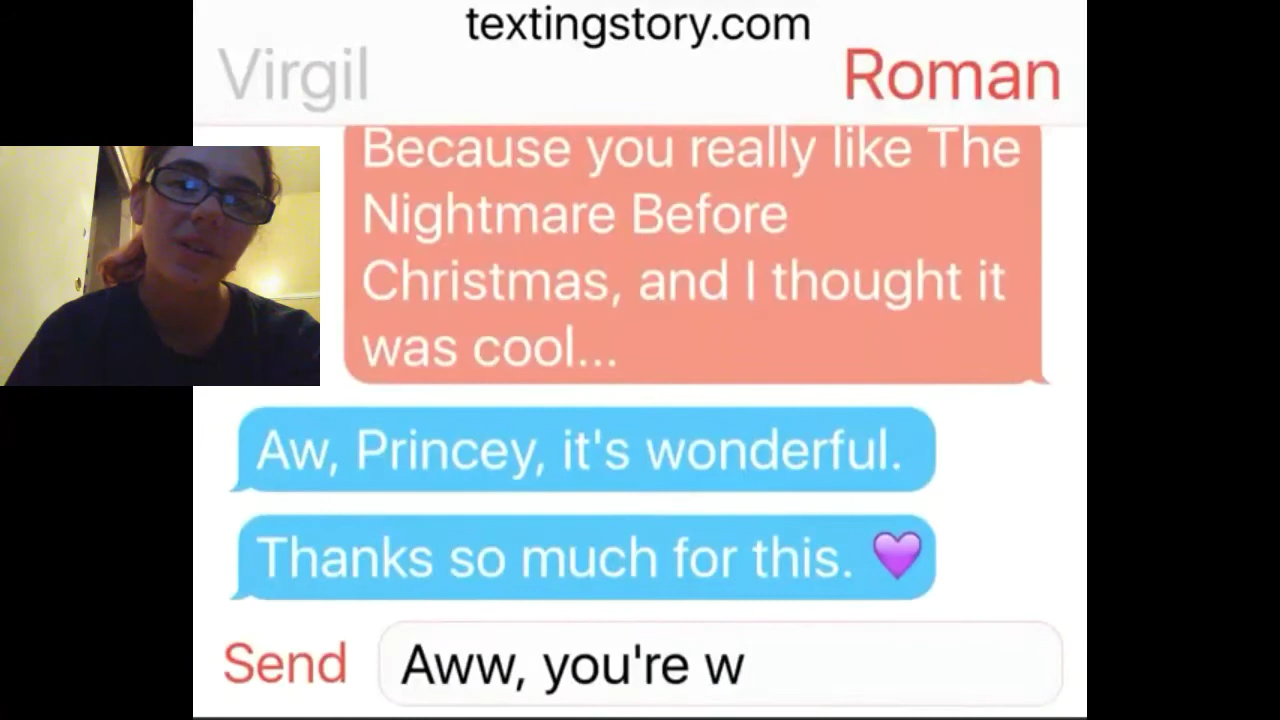 textingstory.com
Virgil
Roman
Because you really like The
Nightmare Before
Christmas, and I thought it
was cool...
Aw, Princey, it's wonderful.
Thanks so much for this. 💜
Send
Aww, you're w